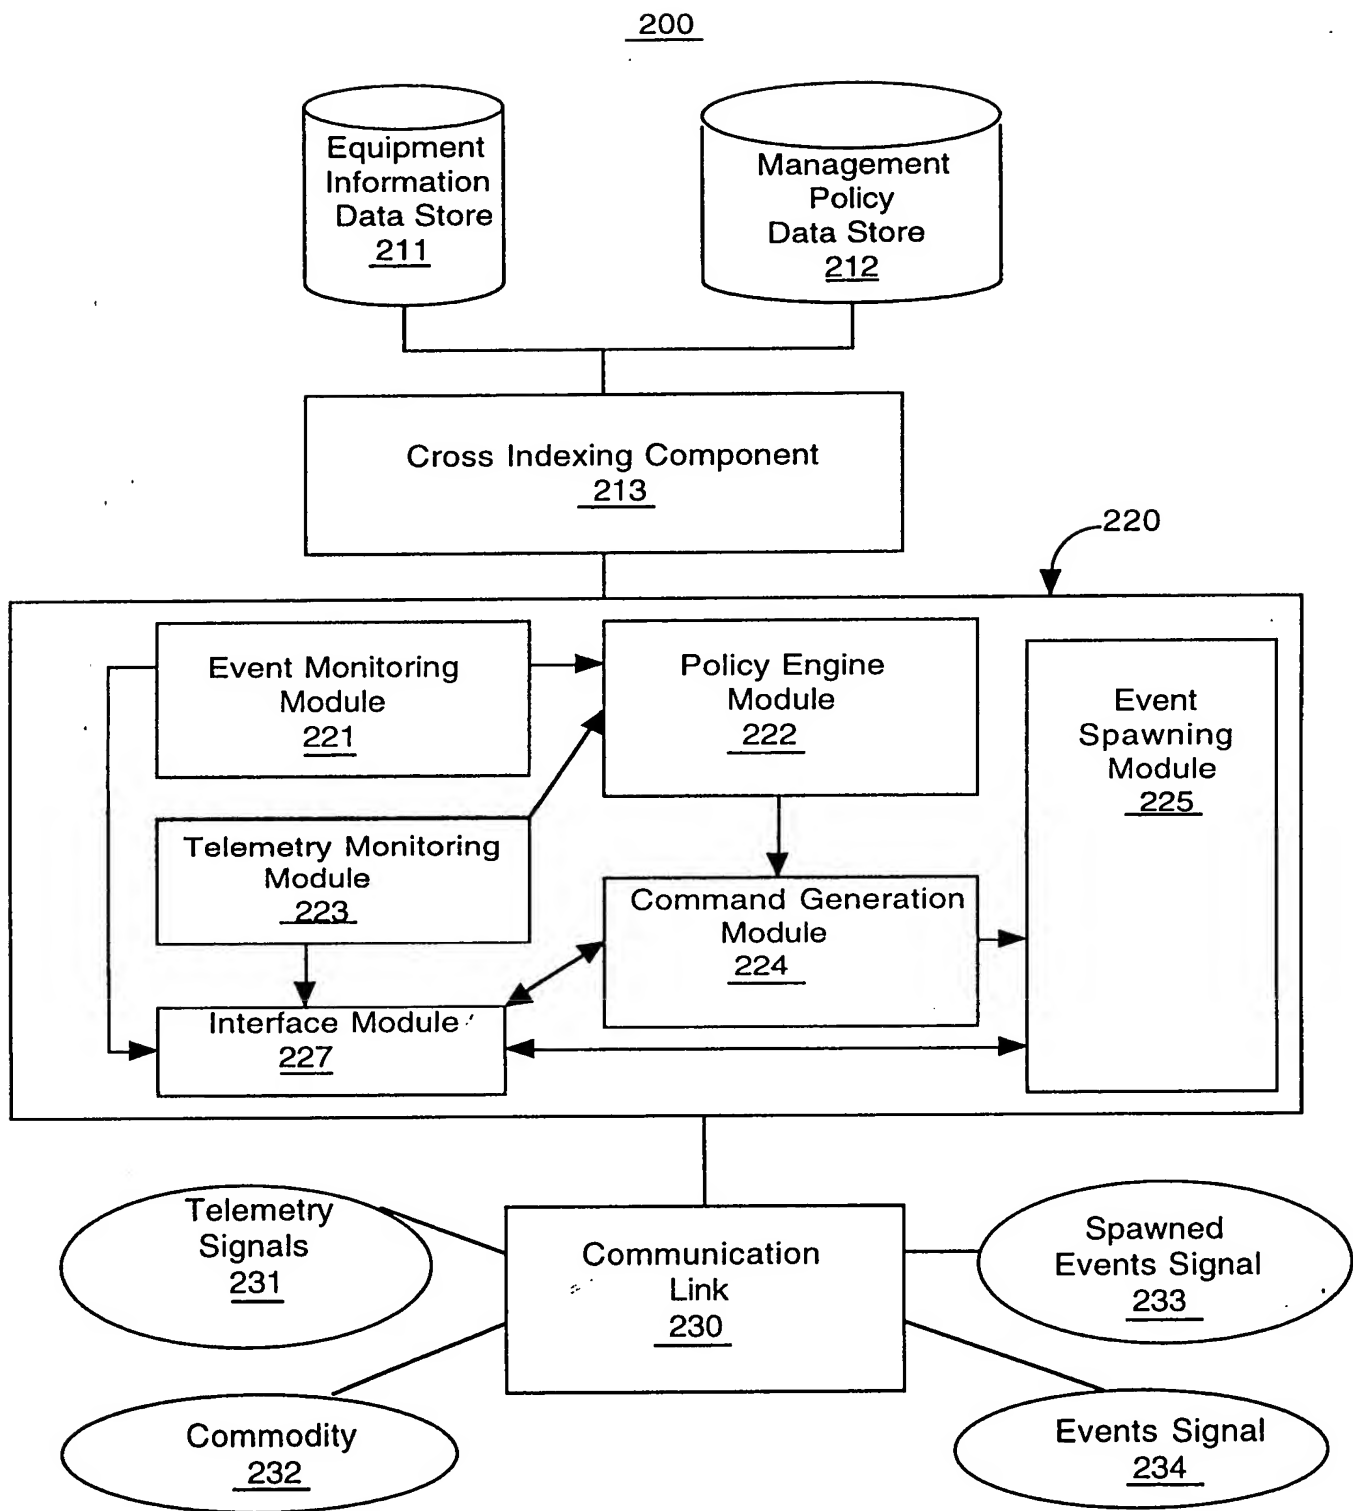 200
Equipment
Information
Data Store
211
Management
Policy
Data Store
212
Cross Indexing Component
213
220
Event Monitoring
Module
221
Policy Engine
Module
222
Event
Spawning
Module
225
Telemetry Monitoring
Module
223
Command Generation
Module
224
Interface Module
227
Telemetry
Signals
231
Communication
Link
230
Spawned
Events Signal
233
Commodity
232
Events Signal
234